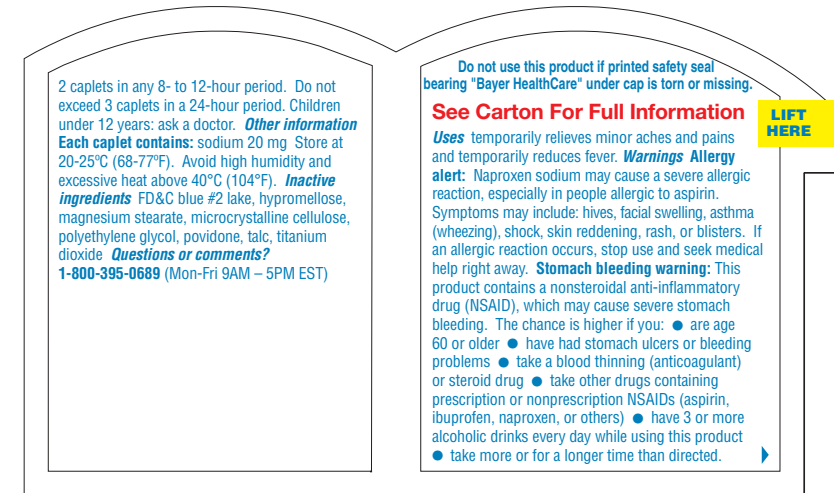 2 caplets in any 8- to 12-hour period.  Do not
exceed 3 caplets in a 24-hour period. Children
under 12 years: ask a doctor.  Other information
Each caplet contains: sodium 20 mg  Store at
20-25ºC (68-77ºF).  Avoid high humidity and
excessive heat above 40°C (104°F).  Inactive
ingredients  FD&C blue #2 lake, hypromellose,
magnesium stearate, microcrystalline cellulose,
polyethylene glycol, povidone, talc, titanium
dioxide  Questions or comments?
1-800-395-0689 (Mon-Fri 9AM – 5PM EST)
Do not use this product if printed safety seal
bearing "Bayer HealthCare" under cap is torn or missing.
See Carton For Full Information
Uses  temporarily relieves minor aches and pains
and temporarily reduces fever. Warnings  Allergy
alert:  Naproxen sodium may cause a severe allergic
reaction, especially in people allergic to aspirin.
Symptoms may include: hives, facial swelling, asthma
(wheezing), shock, skin reddening, rash, or blisters.  If
an allergic reaction occurs, stop use and seek medical
help right away.  Stomach bleeding warning: This
product contains a nonsteroidal anti-inflammatory
drug (NSAID), which may cause severe stomach
bleeding.  The chance is higher if you: ● are age
60 or older ● have had stomach ulcers or bleeding
problems ● take a blood thinning (anticoagulant)
or steroid drug ● take other drugs containing
prescription or nonprescription NSAIDs (aspirin,
ibuprofen, naproxen, or others) ● have 3 or more
alcoholic drinks every day while using this product
● take more or for a longer time than directed.
LIFT
HERE